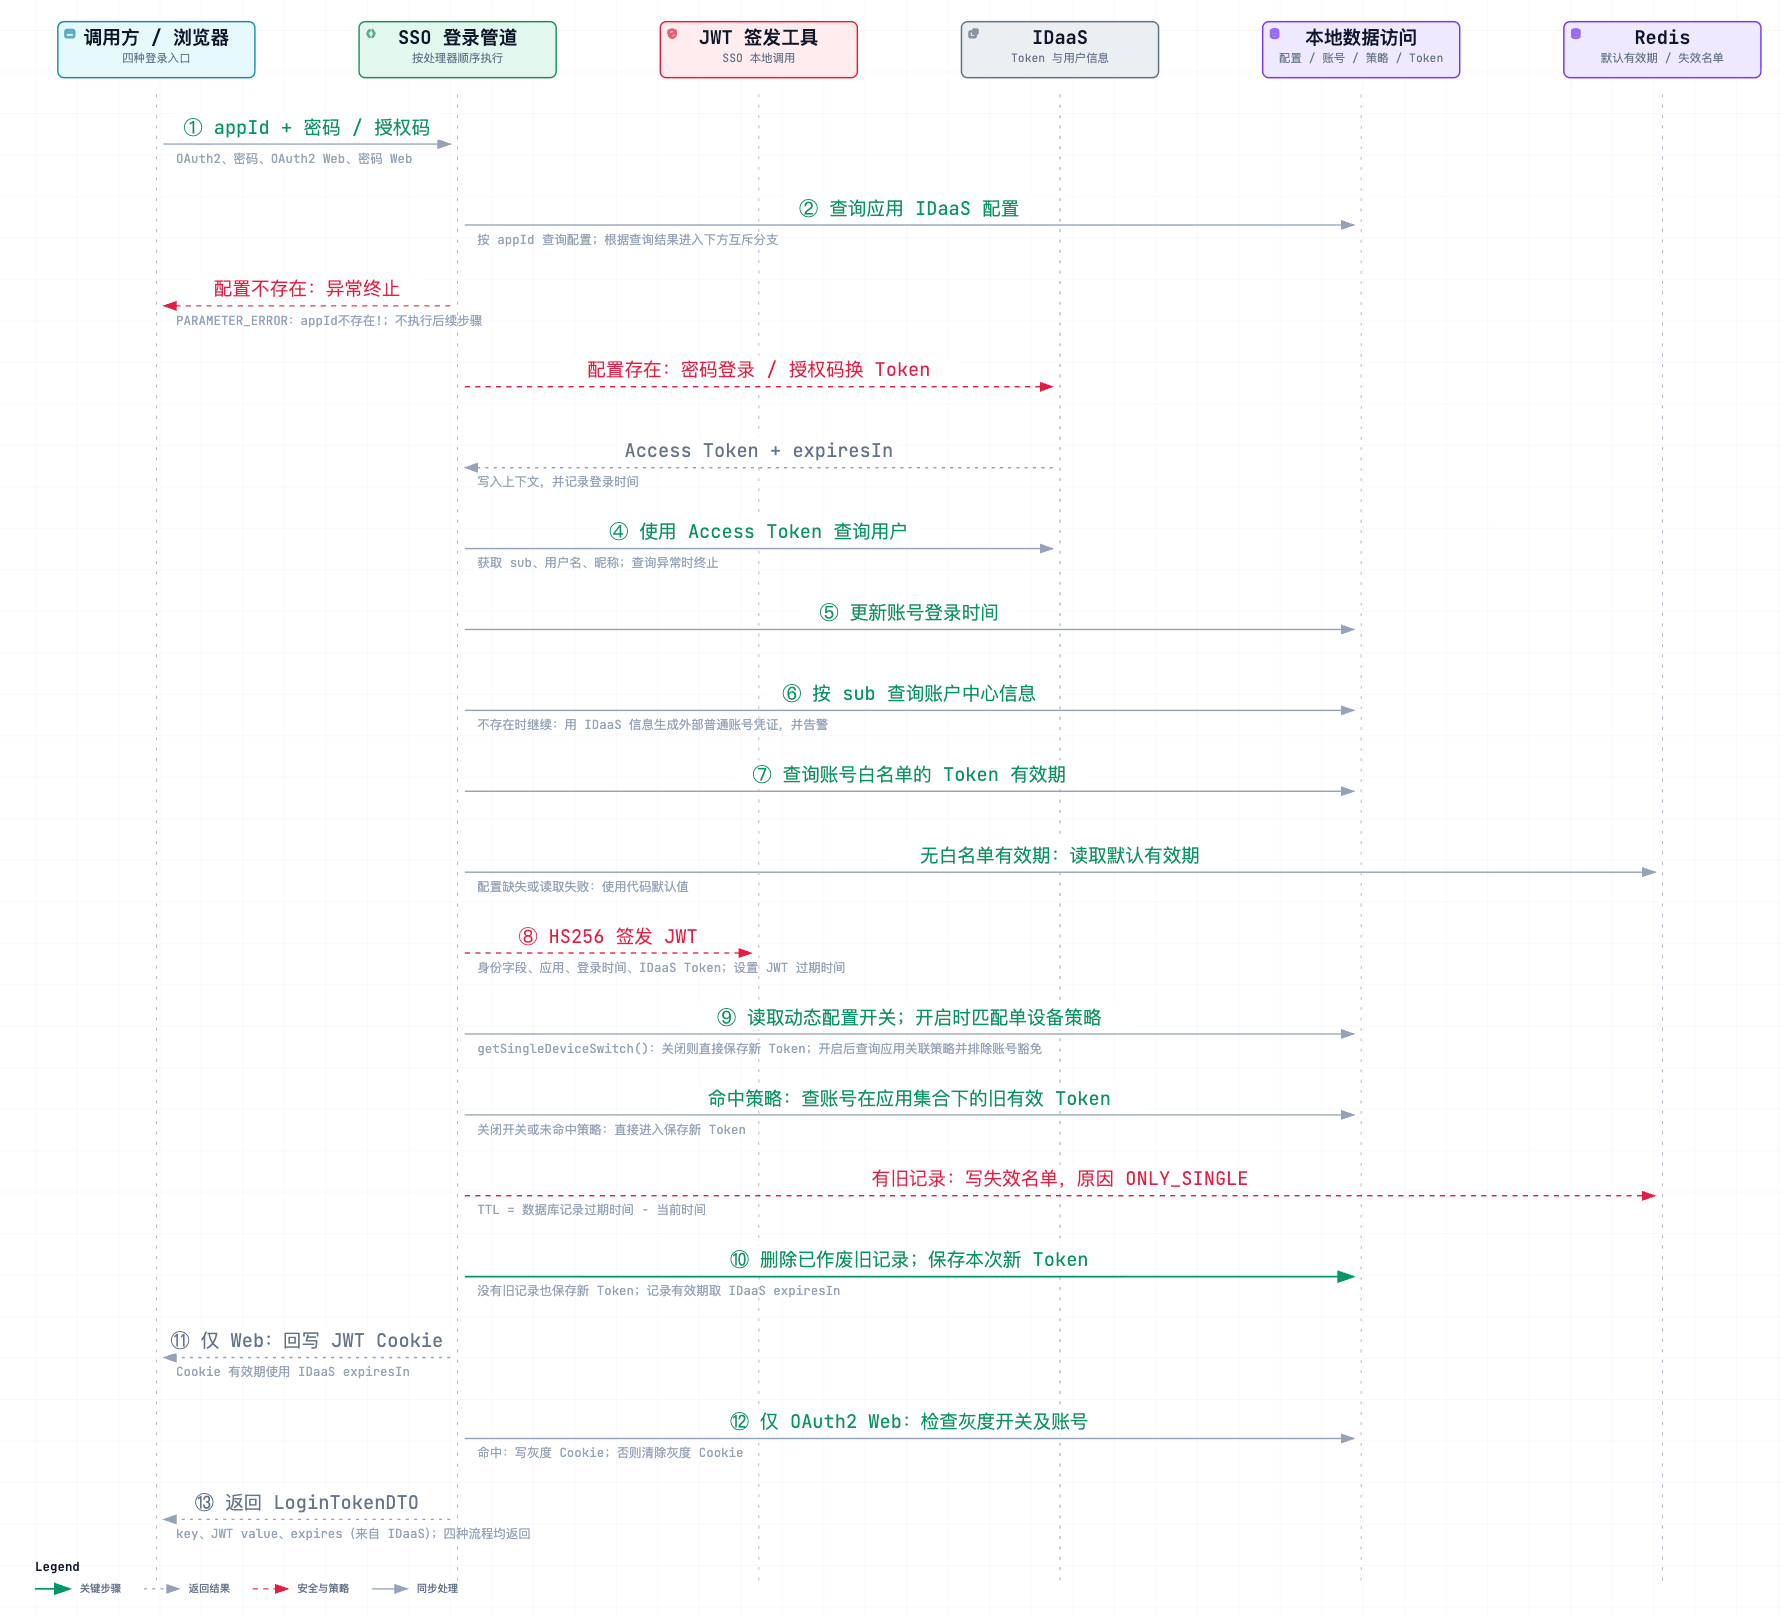 调用方 / 浏览器
四种登录入口
SSO 登录管道
按处理器顺序执行
JWT 签发工具
SSO 本地调用
IDaaS
Token 与用户信息
本地数据访问
配置 / 账号 / 策略 / Token
Redis
默认有效期 / 失效名单
① appId + 密码 / 授权码
OAuth2、密码、OAuth2 Web、密码 Web
② 查询应用 IDaaS 配置
按 appId 查询配置；根据查询结果进入下方互斥分支
配置不存在：异常终止
PARAMETER_ERROR：appId不存在！；不执行后续步骤
配置存在：密码登录 / 授权码换 Token
Access Token + expiresIn
写入上下文，并记录登录时间
④ 使用 Access Token 查询用户
获取 sub、用户名、昵称；查询异常时终止
⑤ 更新账号登录时间
⑥ 按 sub 查询账户中心信息
不存在时继续：用 IDaaS 信息生成外部普通账号凭证，并告警
⑦ 查询账号白名单的 Token 有效期
无白名单有效期：读取默认有效期
配置缺失或读取失败：使用代码默认值
⑧ HS256 签发 JWT
身份字段、应用、登录时间、IDaaS Token；设置 JWT 过期时间
⑨ 读取动态配置开关；开启时匹配单设备策略
getSingleDeviceSwitch()：关闭则直接保存新 Token；开启后查询应用关联策略并排除账号豁免
命中策略：查账号在应用集合下的旧有效 Token
关闭开关或未命中策略：直接进入保存新 Token
有旧记录：写失效名单，原因 ONLY_SINGLE
TTL = 数据库记录过期时间 - 当前时间
⑩ 删除已作废旧记录；保存本次新 Token
没有旧记录也保存新 Token；记录有效期取 IDaaS expiresIn
⑪ 仅 Web：回写 JWT Cookie
Cookie 有效期使用 IDaaS expiresIn
⑫ 仅 OAuth2 Web：检查灰度开关及账号
命中：写灰度 Cookie；否则清除灰度 Cookie
⑬ 返回 LoginTokenDTO
key、JWT value、expires（来自 IDaaS）；四种流程均返回
Legend
关键步骤
返回结果
安全与策略
同步处理